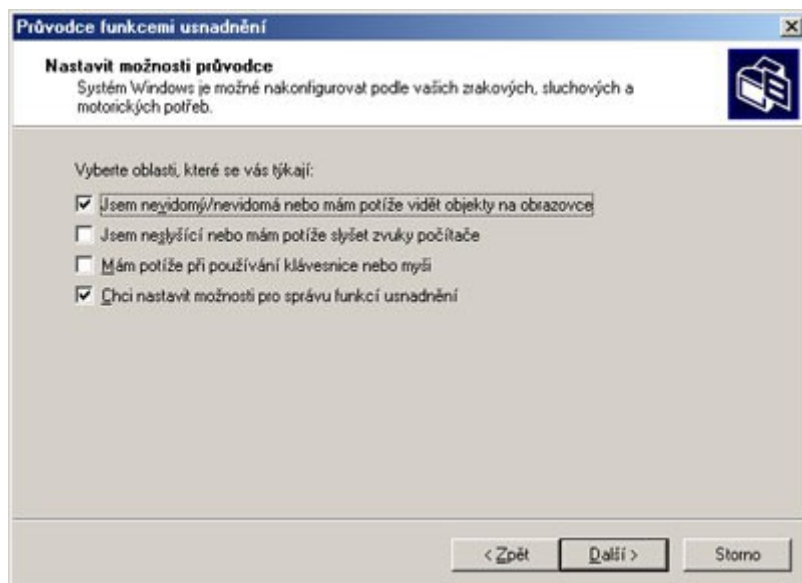 Průvodce funkcemi usnadnění
Nastavit možnosti průvodce
Systém Windows je možné nakonfigurovat podle vašich zrakových, sluchových a
motorických potřeb.
Vyberte oblasti, které se vás týkají:
Jsem nevidomý/nevidomá nebo mám potíže vidět objekty na obrazovce
Jsem neslyšící nebo mám potíže slyšet zvuky počítače
Mám potíže při používání klávesnice nebo myši
Chci nastavit možnosti pro správu funkcí usnadnění
< Zpět
Další >
Storno